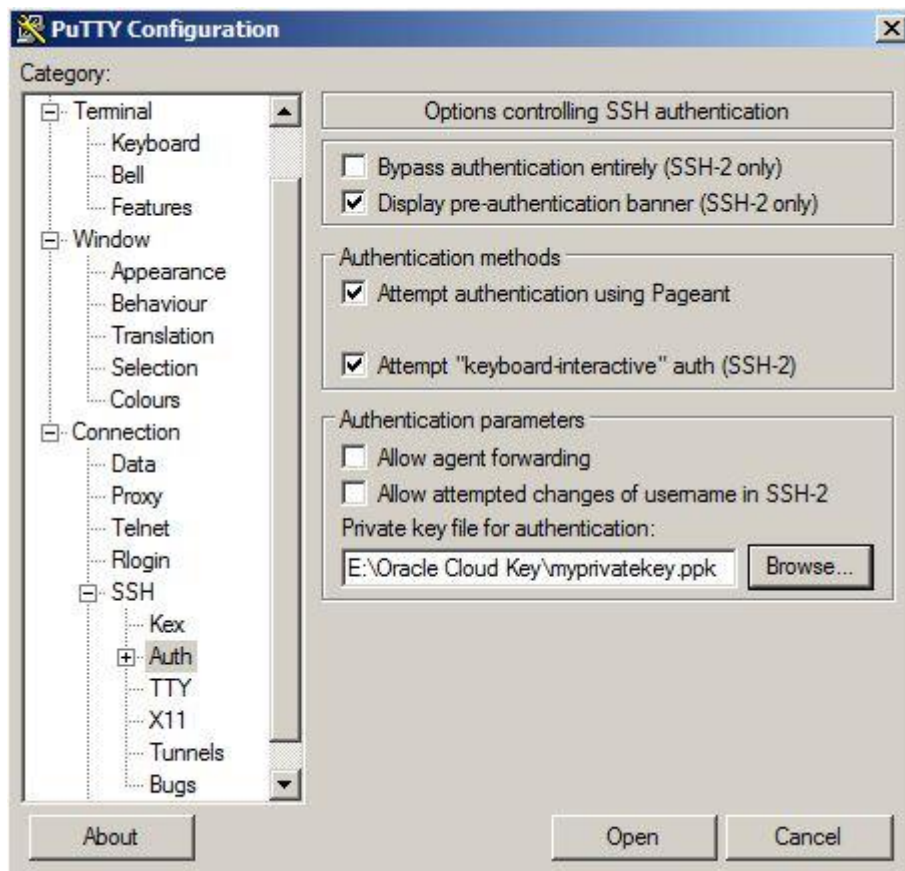 PuTTY Configuration
Category:
Terminal
Keyboard
Bell
Features
Window
Appearance
Behaviour
Translation
Selection
Colours
Connection
Data
Proxy
Telnet
Rlogin
SSH
Kex
Auth
TTY
X11
Tunnels
Bugs
Options controlling SSH authentication
Bypass authentication entirely (SSH-2 only)
Display pre-authentication banner (SSH-2 only)
Authentication methods
Attempt authentication using Pageant
Attempt "keyboard-interactive" auth (SSH-2)
Authentication parameters
Allow agent forwarding
Allow attempted changes of username in SSH-2
Private key file for authentication:
E:\Oracle Cloud Key\myprivatekey.ppk
Browse...
About
Open
Cancel